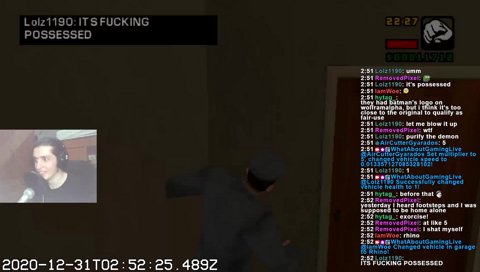 Lolz1190: ITS FUCKING
POSSESSED
22:27
2:51 Lolz1190: umm
2:51 RemovedPixel:
2:51 Lolz1190: it's possessed
2:51 IamWoe:
2:51 hytag_:
they had batman's logo on
wolframalpha, but i think it's too
close to the original to qualify as
fair-use
2:51 Lolz1190: let me blow it up
2:51 RemovedPixel: wtf
2:51 Lolz1190: purify the demon
2:51 AirCutterGyarados: 5
2:51 WhatAboutGamingLive:
@AirCutterGyarados Set multiplier to
5, changed vehicle speed to
2:51 Lolz1190: 1
2:51 WhatAboutGamingLive:
@Lolz1190 Successfully changed
vehicle health to 1!
2:51 hytag_: before that
2:51 RemovedPixel:
yesterday I heard footsteps and I was
supposed to be home alone
2:51 hytag_: exorcise!
2:51 RemovedPixel: at like 5
2:51 RemovedPixel: I shat myself
2:52 IamWoe: rhino
2:52 WhatAboutGamingLive:
@IamWoe Changed vehicle in garage
to Rhino!
2:52 Lolz1190:
ITS FUCKING POSSESSED
2020-12-31T02:52:25.489Z